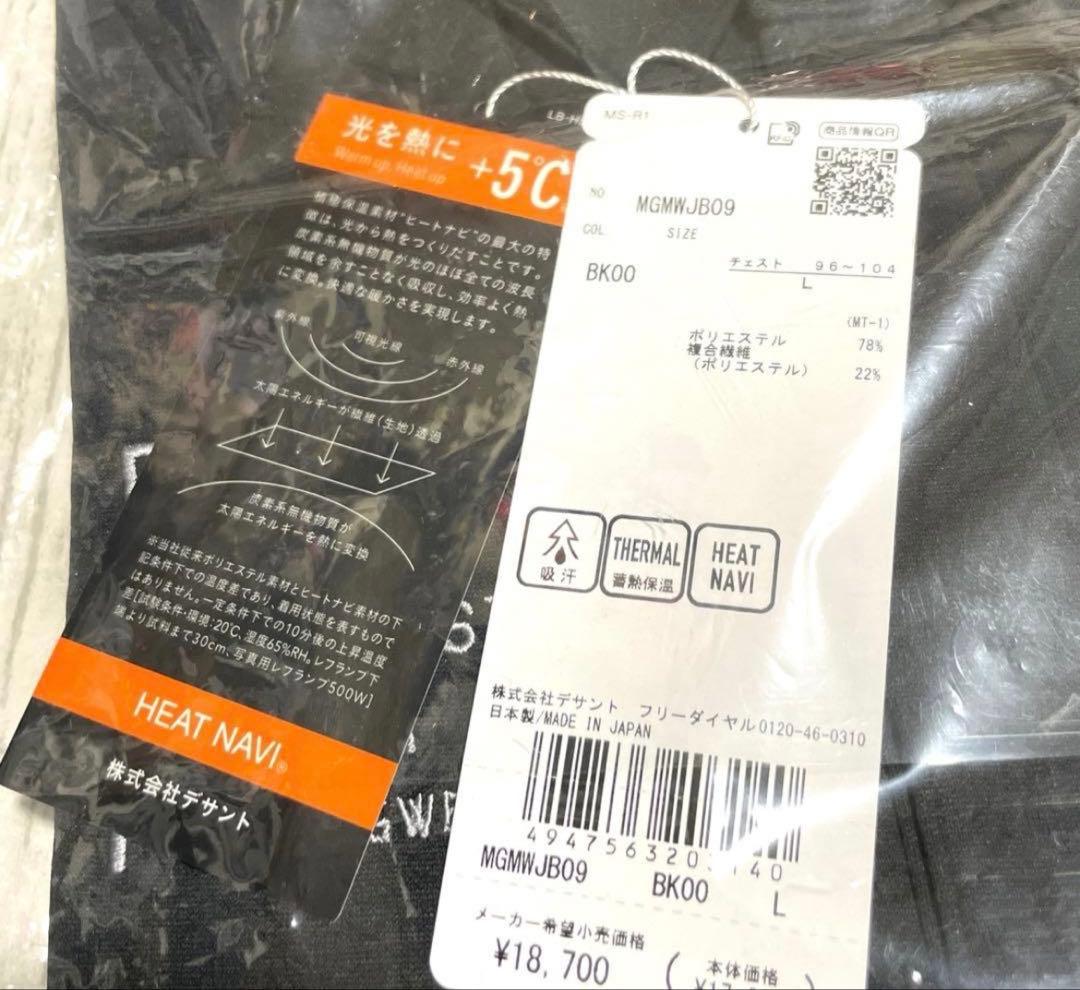 光を熱に +5℃
Warm up. Heat up
積極保温素材"ヒートナビ"の最大の特
徴は、光から熱をつくりだすことです。
炭素系無機物質が光のほぼ全ての波長
領域を余すことなく吸収し、効率よく熱
に変換。快適な暖かさを実現します。
紫外線
可視光線
赤外線
太陽エネルギーが繊維(生地)透過
炭素系無機物質が
太陽エネルギーを熱に変換
※当社従来ポリエステル素材とヒートナビ素材の下
記条件下での温度差であり、着用状態を表すもので
はありません。一定条件下での10分後の上昇温度
差[試験条件・環境:20℃、湿度65%RH。レフランプ下
端より試料まで30cm、写真用レフランプ500W]
HEAT NAVI®
株式会社デサント
MS-R1
商品情報QR
NO MGMWJB09
COL SIZE
BK00
チェスト 96～104
L
(MT-1)
ポリエステル 78%
複合繊維
(ポリエステル) 22%
吸汗
THERMAL
蓄熱保温
HEAT
NAVI
株式会社デサント フリーダイヤル0120-46-0310
日本製/MADE IN JAPAN
MGMWJB09
BK00
L
メーカー希望小売価格
¥18,700
(本体価格